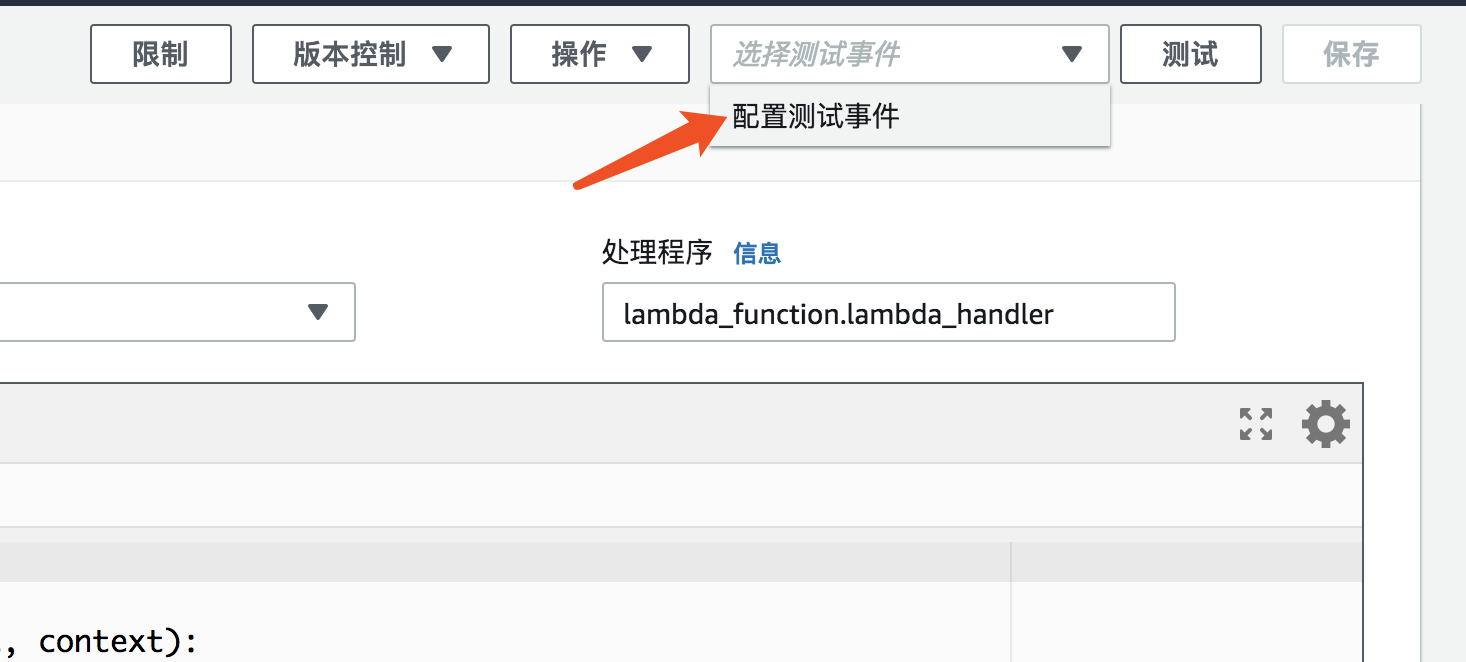 限制 版本控制 操作 选择测试事件 测试 保存
配置测试事件
处理程序 信息
lambda_function.lambda_handler
, context):